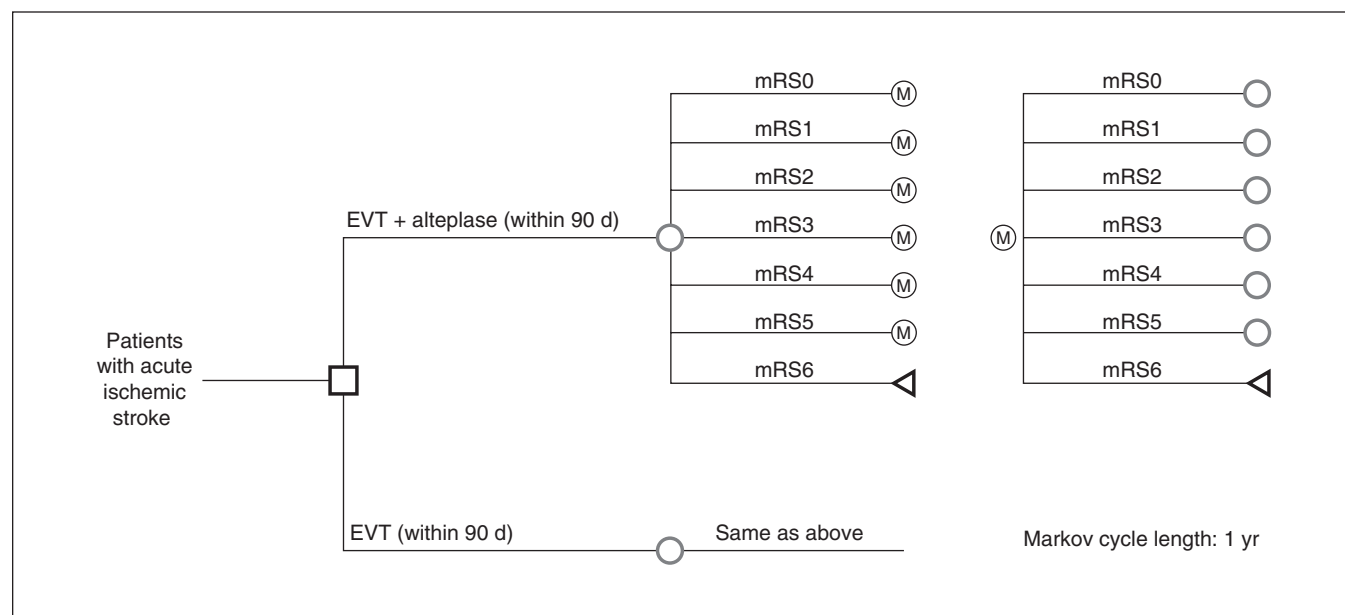 Patients
with acute
ischemic
stroke
EVT + alteplase (within 90 d)
mRS0
M
mRS1
M
mRS2
M
mRS3
M
mRS4
M
mRS5
M
mRS6
EVT (within 90 d)
Same as above
M
mRS0
mRS1
mRS2
mRS3
mRS4
mRS5
mRS6
Markov cycle length: 1 yr